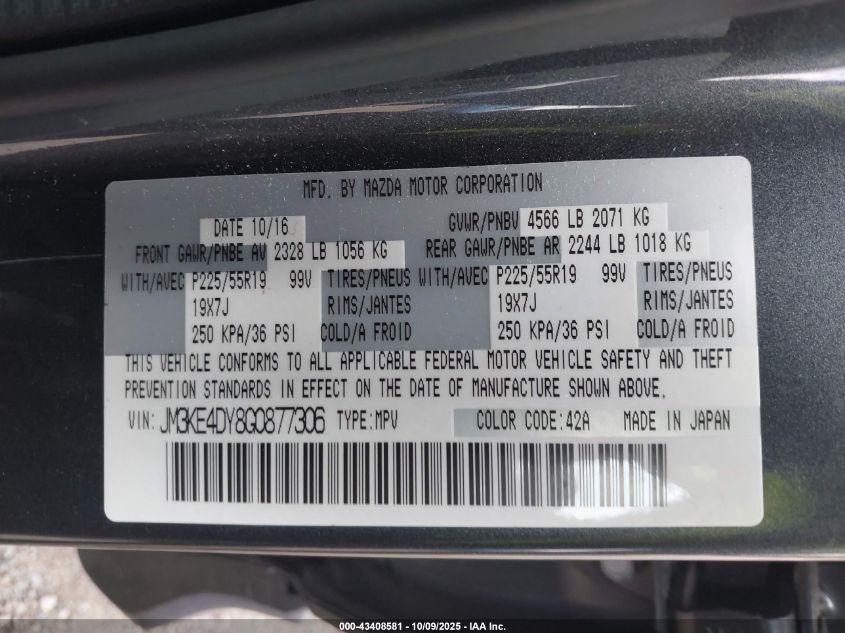 MFD. BY MAZDA MOTOR CORPORATION
DATE 10/16 GVWR/PNBV 4566 LB 2071 KG
FRONT GAWR/PNBE AV 2328 LB 1056 KG REAR GAWR/PNBE AR 2244 LB 1018 KG
WITH/AVEC P225/55R19 99V TIRES/PNEUS WITH/AVEC P225/55R19 99V TIRES/PNEUS
19X7J RIMS/JANTES 19X7J RIMS/JANTES
250 KPA/36 PSI COLD/A FROID 250 KPA/36 PSI COLD/A FROID
THIS VEHICLE CONFORMS TO ALL APPLICABLE FEDERAL MOTOR VEHICLE SAFETY AND THEFT
PREVENTION STANDARDS IN EFFECT ON THE DATE OF MANUFACTURE SHOWN ABOVE.
VIN: JM3KE4DY8G0877306 TYPE:MPV COLOR CODE:42A MADE IN JAPAN
000-43408581 - 10/09/2025 - IAA Inc.